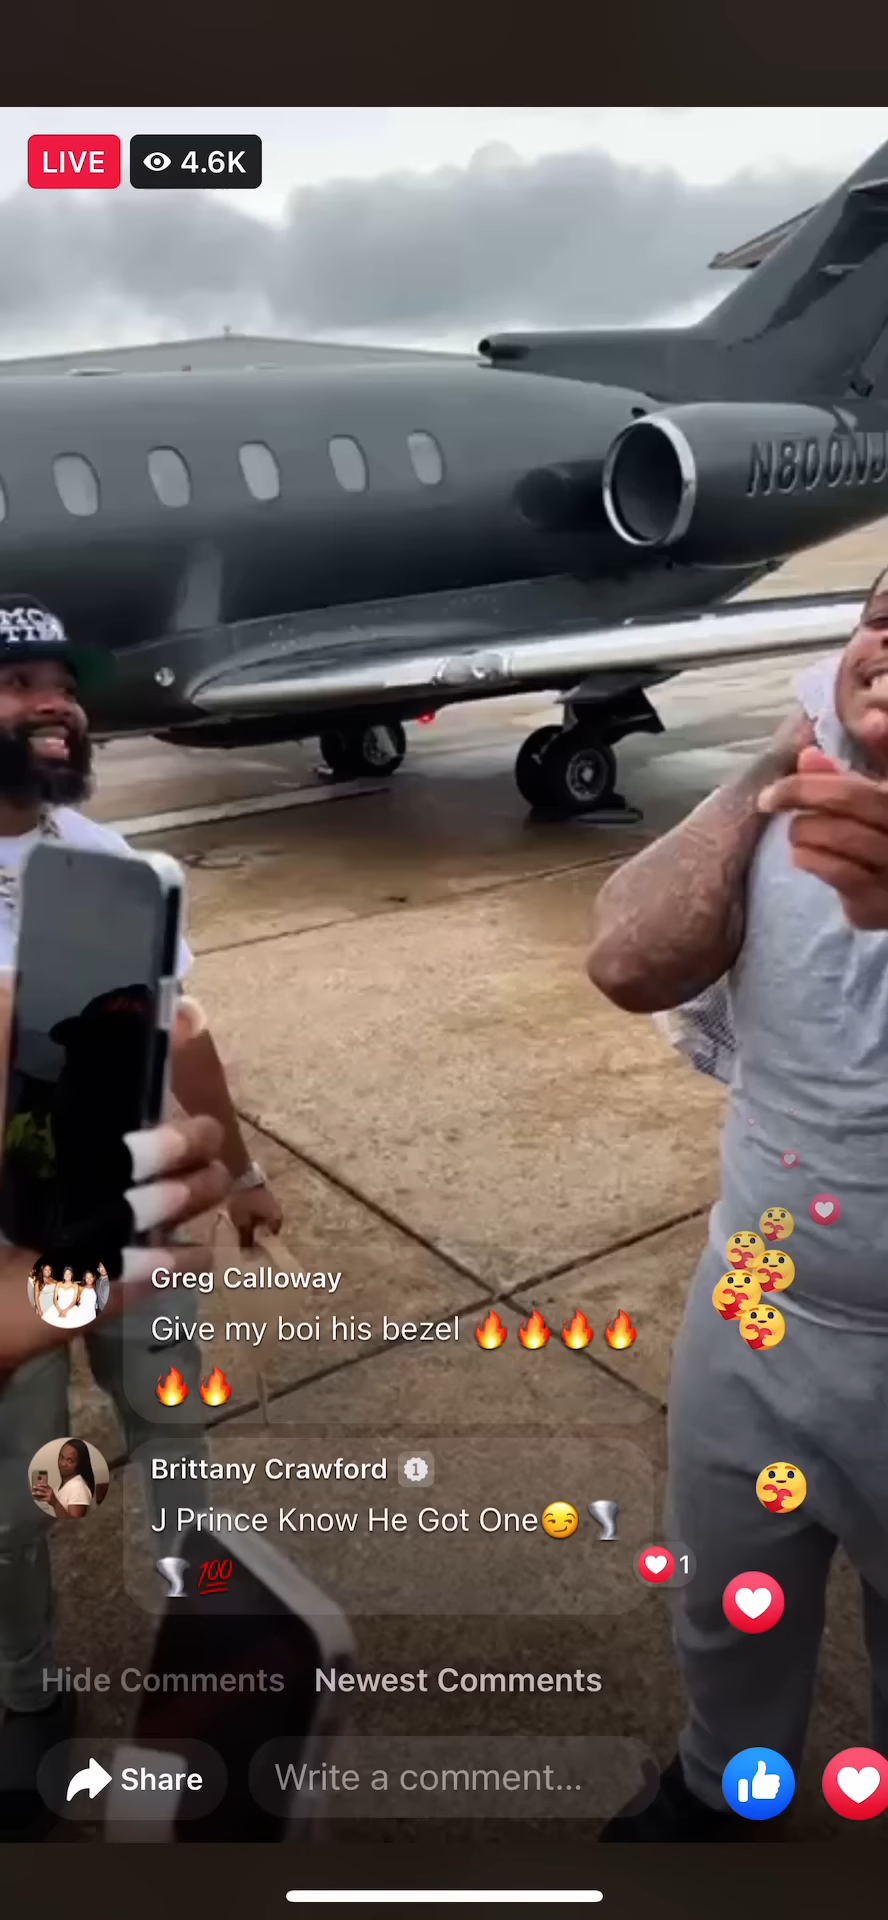 LIVE 4.6K
N800NJ
Greg Calloway
Give my boi his bezel 🔥🔥🔥🔥
🔥🔥
Brittany Crawford 1
J Prince Know He Got One😏🌪️
🌪️💯
1
Hide Comments Newest Comments
Share Write a comment...